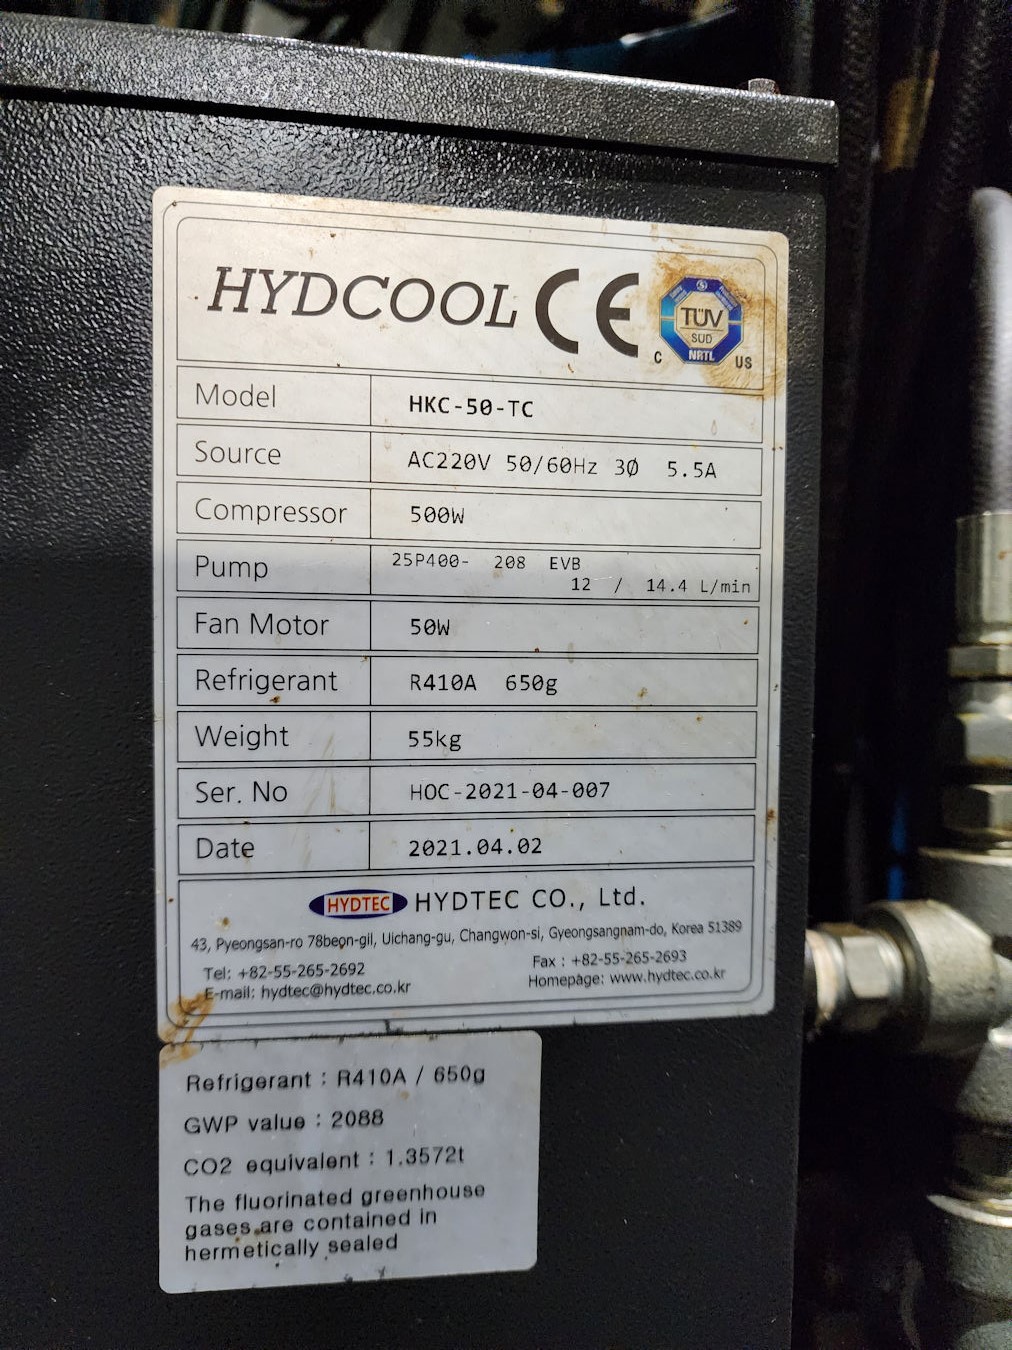 HYDCOOL CE
TÜV
SÜD
NRTL
C US
Model HKC-50-TC
Source AC220V 50/60Hz 3Ø 5.5A
Compressor 500W
Pump 25P400- 208 EVB
12 / 14.4 L/min
Fan Motor 50W
Refrigerant R410A 650g
Weight 55kg
Ser. No HOC-2021-04-007
Date 2021.04.02
HYDTEC HYDTEC CO., Ltd.
43, Pyeongsan-ro 78beon-gil, Uichang-gu, Changwon-si, Gyeongsangnam-do, Korea 51389
Tel: +82-55-265-2692 Fax : +82-55-265-2693
E-mail: hydtec@hydtec.co.kr Homepage: www.hydtec.co.kr
Refrigerant : R410A / 650g
GWP value : 2088
CO2 equivalent : 1.3572t
The fluorinated greenhouse
gases are contained in
hermetically sealed